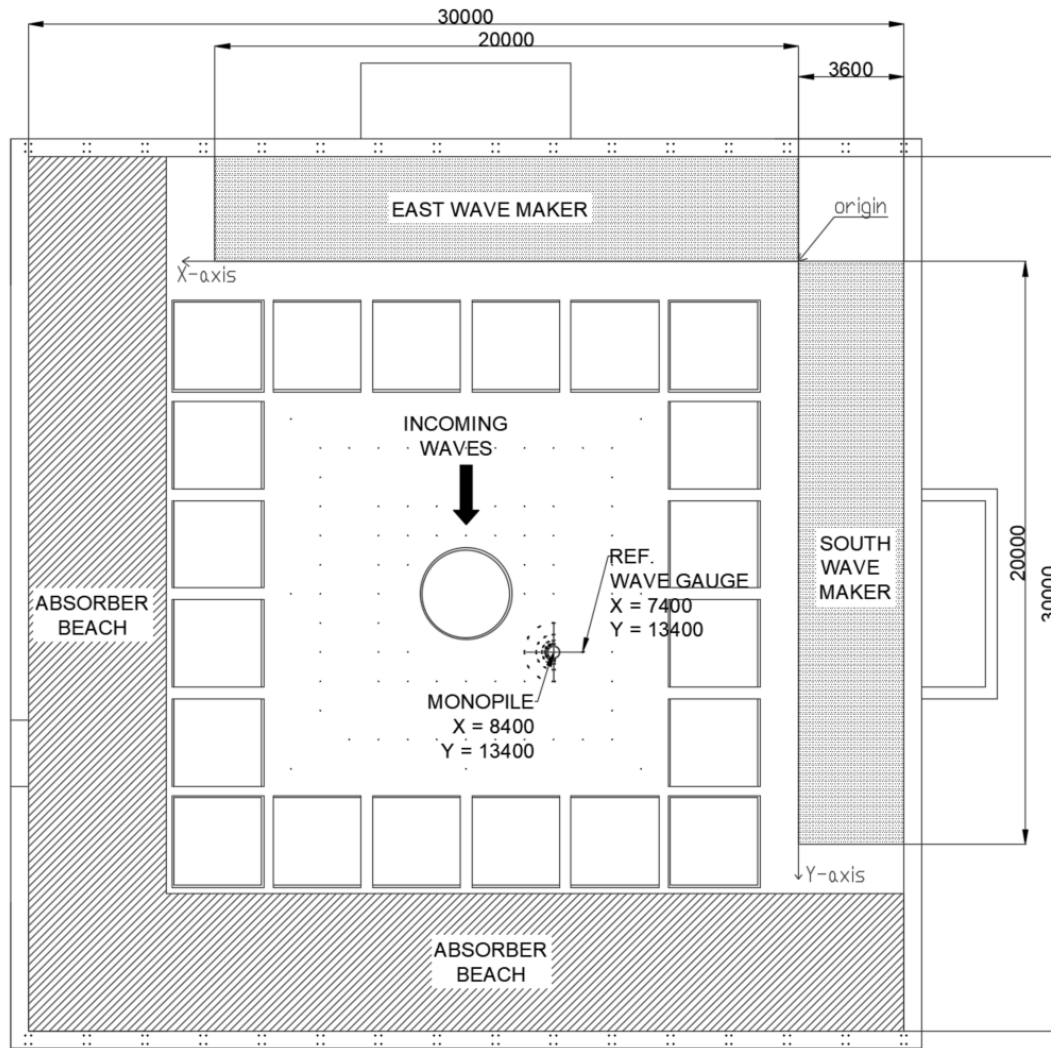 30000
20000
3600
EAST WAVE MAKER
origin
X-axis
INCOMING
WAVES
REF.
WAVE GAUGE
X = 7400
Y = 13400
SOUTH
WAVE
MAKER
20000
30000
ABSORBER
BEACH
MONOPILE
X = 8400
Y = 13400
Y-axis
ABSORBER
BEACH